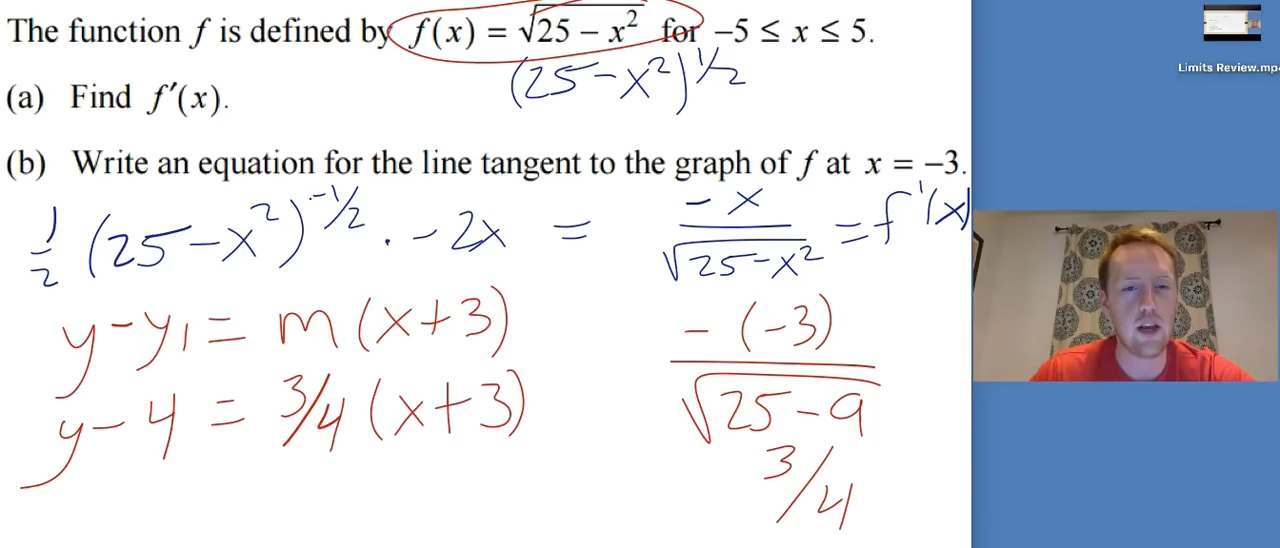 The function f is defined by f(x) = √25 − x² for −5 ≤ x ≤ 5.
(25 − x²)^1/2
(a) Find f′(x).
(b) Write an equation for the line tangent to the graph of f at x = −3.
1/2 (25 − x²)^−1/2 · − 2x = − x / √25 − x² = f'(x)
y − y₁ = m (x + 3)
− (−3) / √25 − 9
y − 4 = 3/4 (x + 3)
3/4
Limits Review.mp4